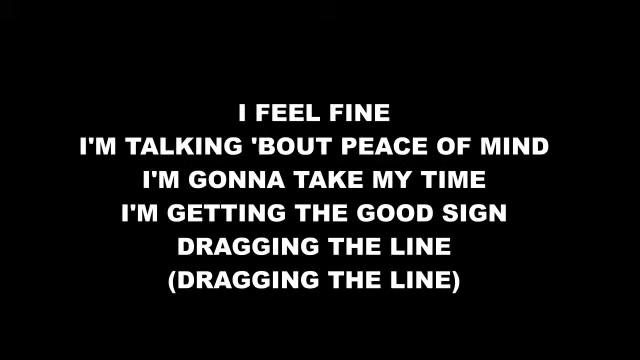 I FEEL FINE
I'M TALKING 'BOUT PEACE OF MIND
I'M GONNA TAKE MY TIME
I'M GETTING THE GOOD SIGN
DRAGGING THE LINE
(DRAGGING THE LINE)